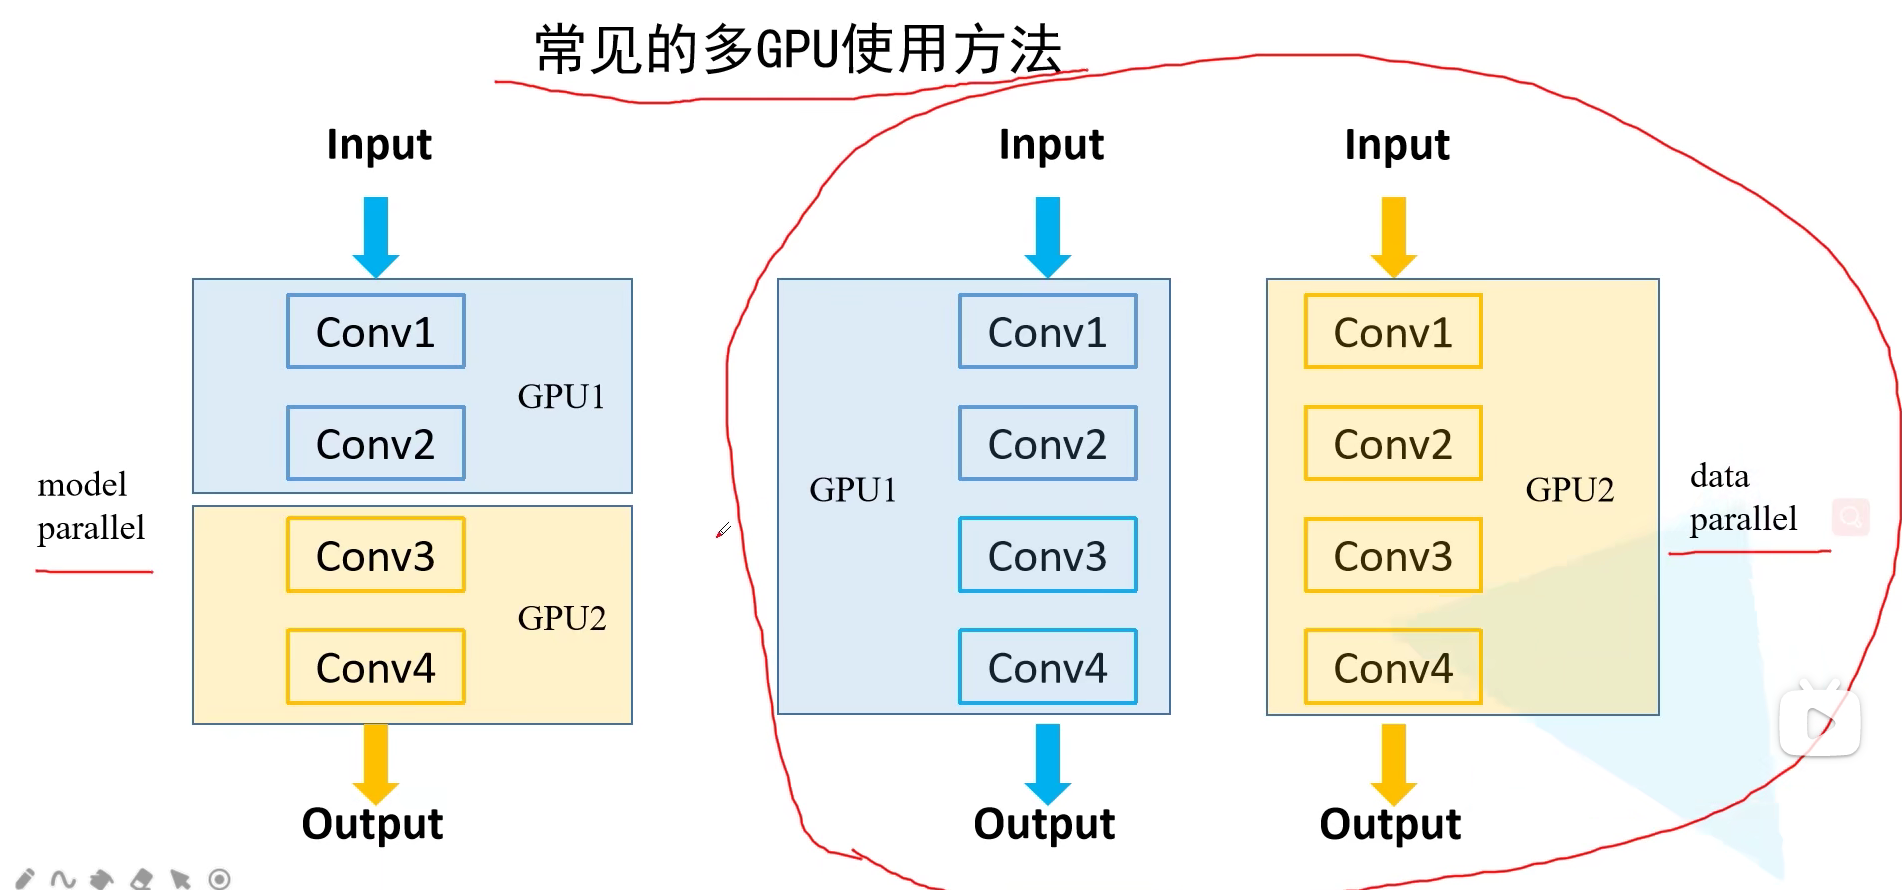 常见的多GPU使用方法
Input
Conv1
Conv2
GPU1
Conv3
Conv4
GPU2
Output
model
parallel
Input
GPU1
Conv1
Conv2
Conv3
Conv4
Output
Input
Conv1
Conv2
Conv3
Conv4
GPU2
Output
data
parallel